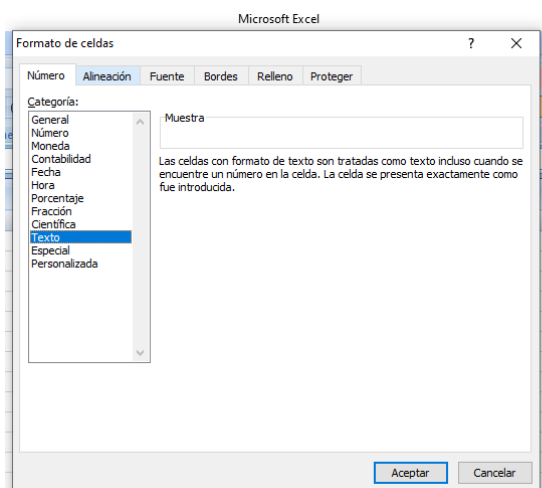 Microsoft Excel
Formato de celdas ? ×
Número Alineación Fuente Bordes Relleno Proteger
Categoría:
General
Número
Moneda
Contabilidad
Fecha
Hora
Porcentaje
Fracción
Científica
Texto
Especial
Personalizada
Muestra
Las celdas con formato de texto son tratadas como texto incluso cuando se
encuentre un número en la celda. La celda se presenta exactamente como
fue introducida.
Aceptar Cancelar